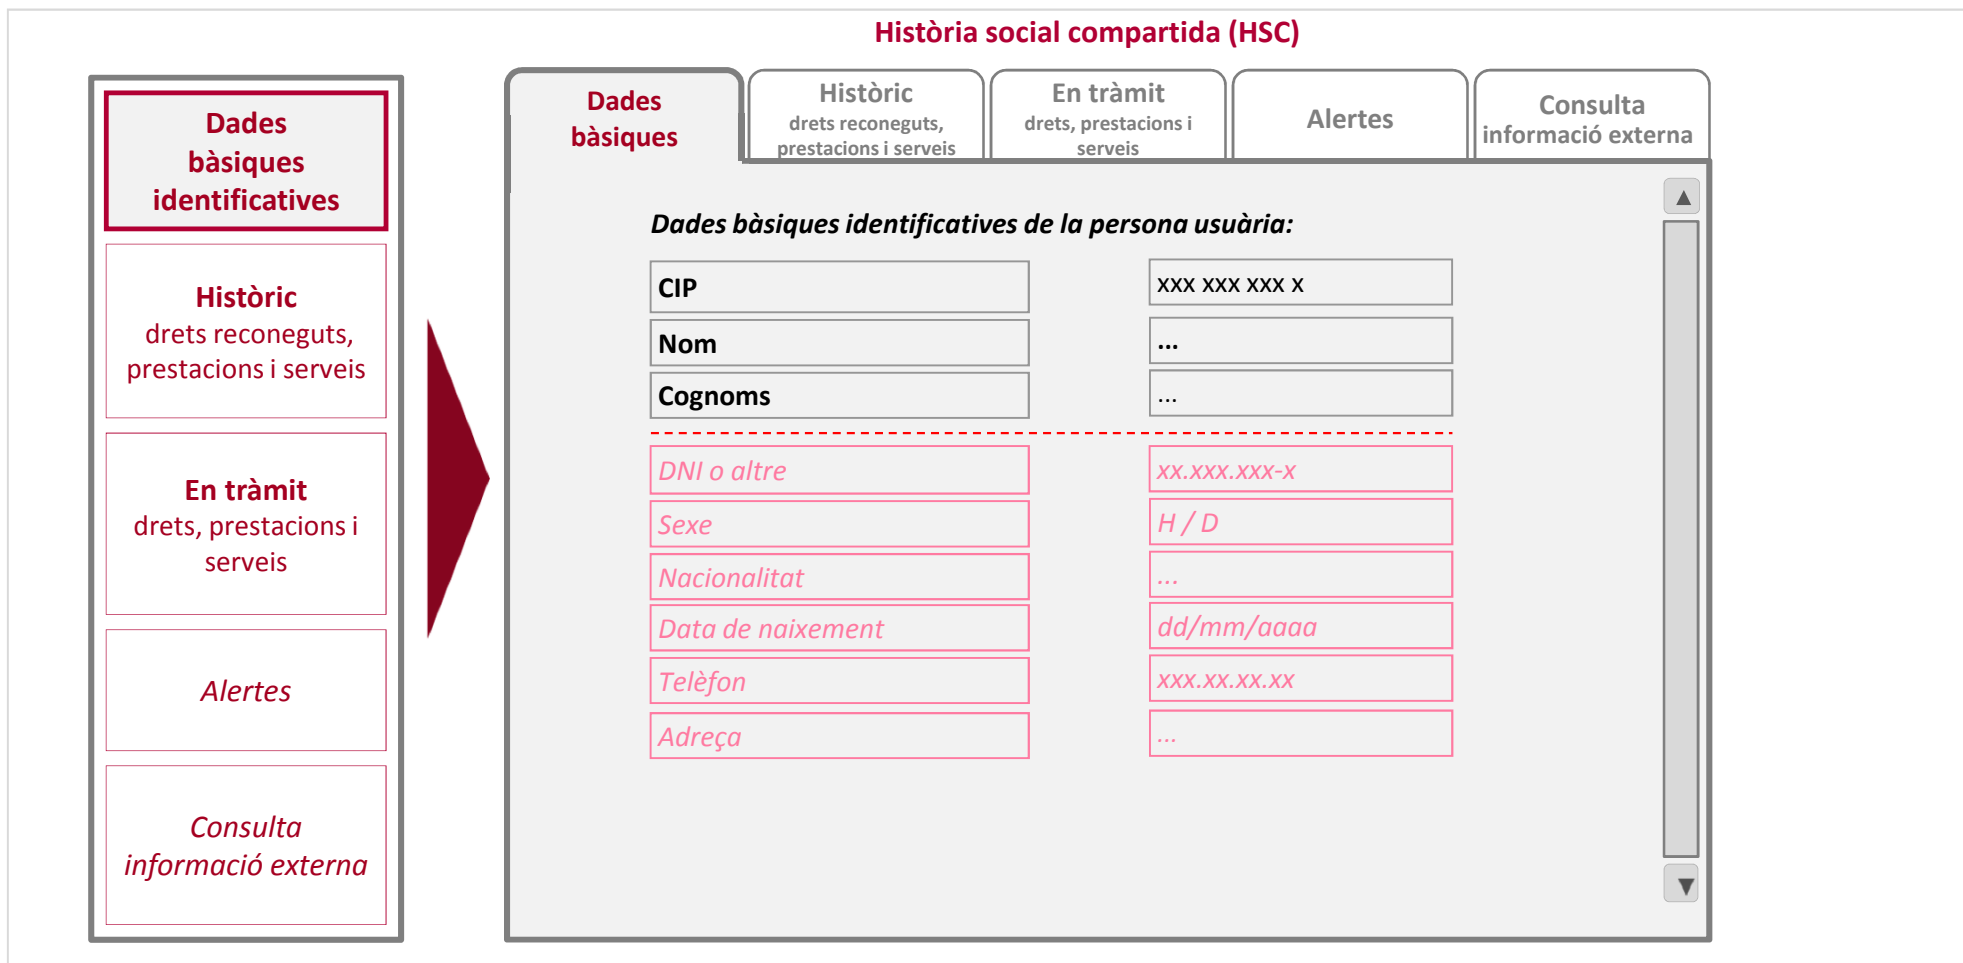 Història social compartida (HSC)
Dades
bàsiques
identificatives
Històric
drets reconeguts,
prestacions i serveis
En tràmit
drets, prestacions i
serveis
Alertes
Consulta
informació externa
Dades
bàsiques
Històric
drets reconeguts,
prestacions i serveis
En tràmit
drets, prestacions i
serveis
Alertes
Consulta
informació externa
Dades bàsiques identificatives de la persona usuària:
CIP xxx xxx xxx x
Nom ...
Cognoms ...
DNI o altre xx.xxx.xxx-x
Sexe H / D
Nacionalitat ...
Data de naixement dd/mm/aaaa
Telèfon xxx.xx.xx.xx
Adreça ...